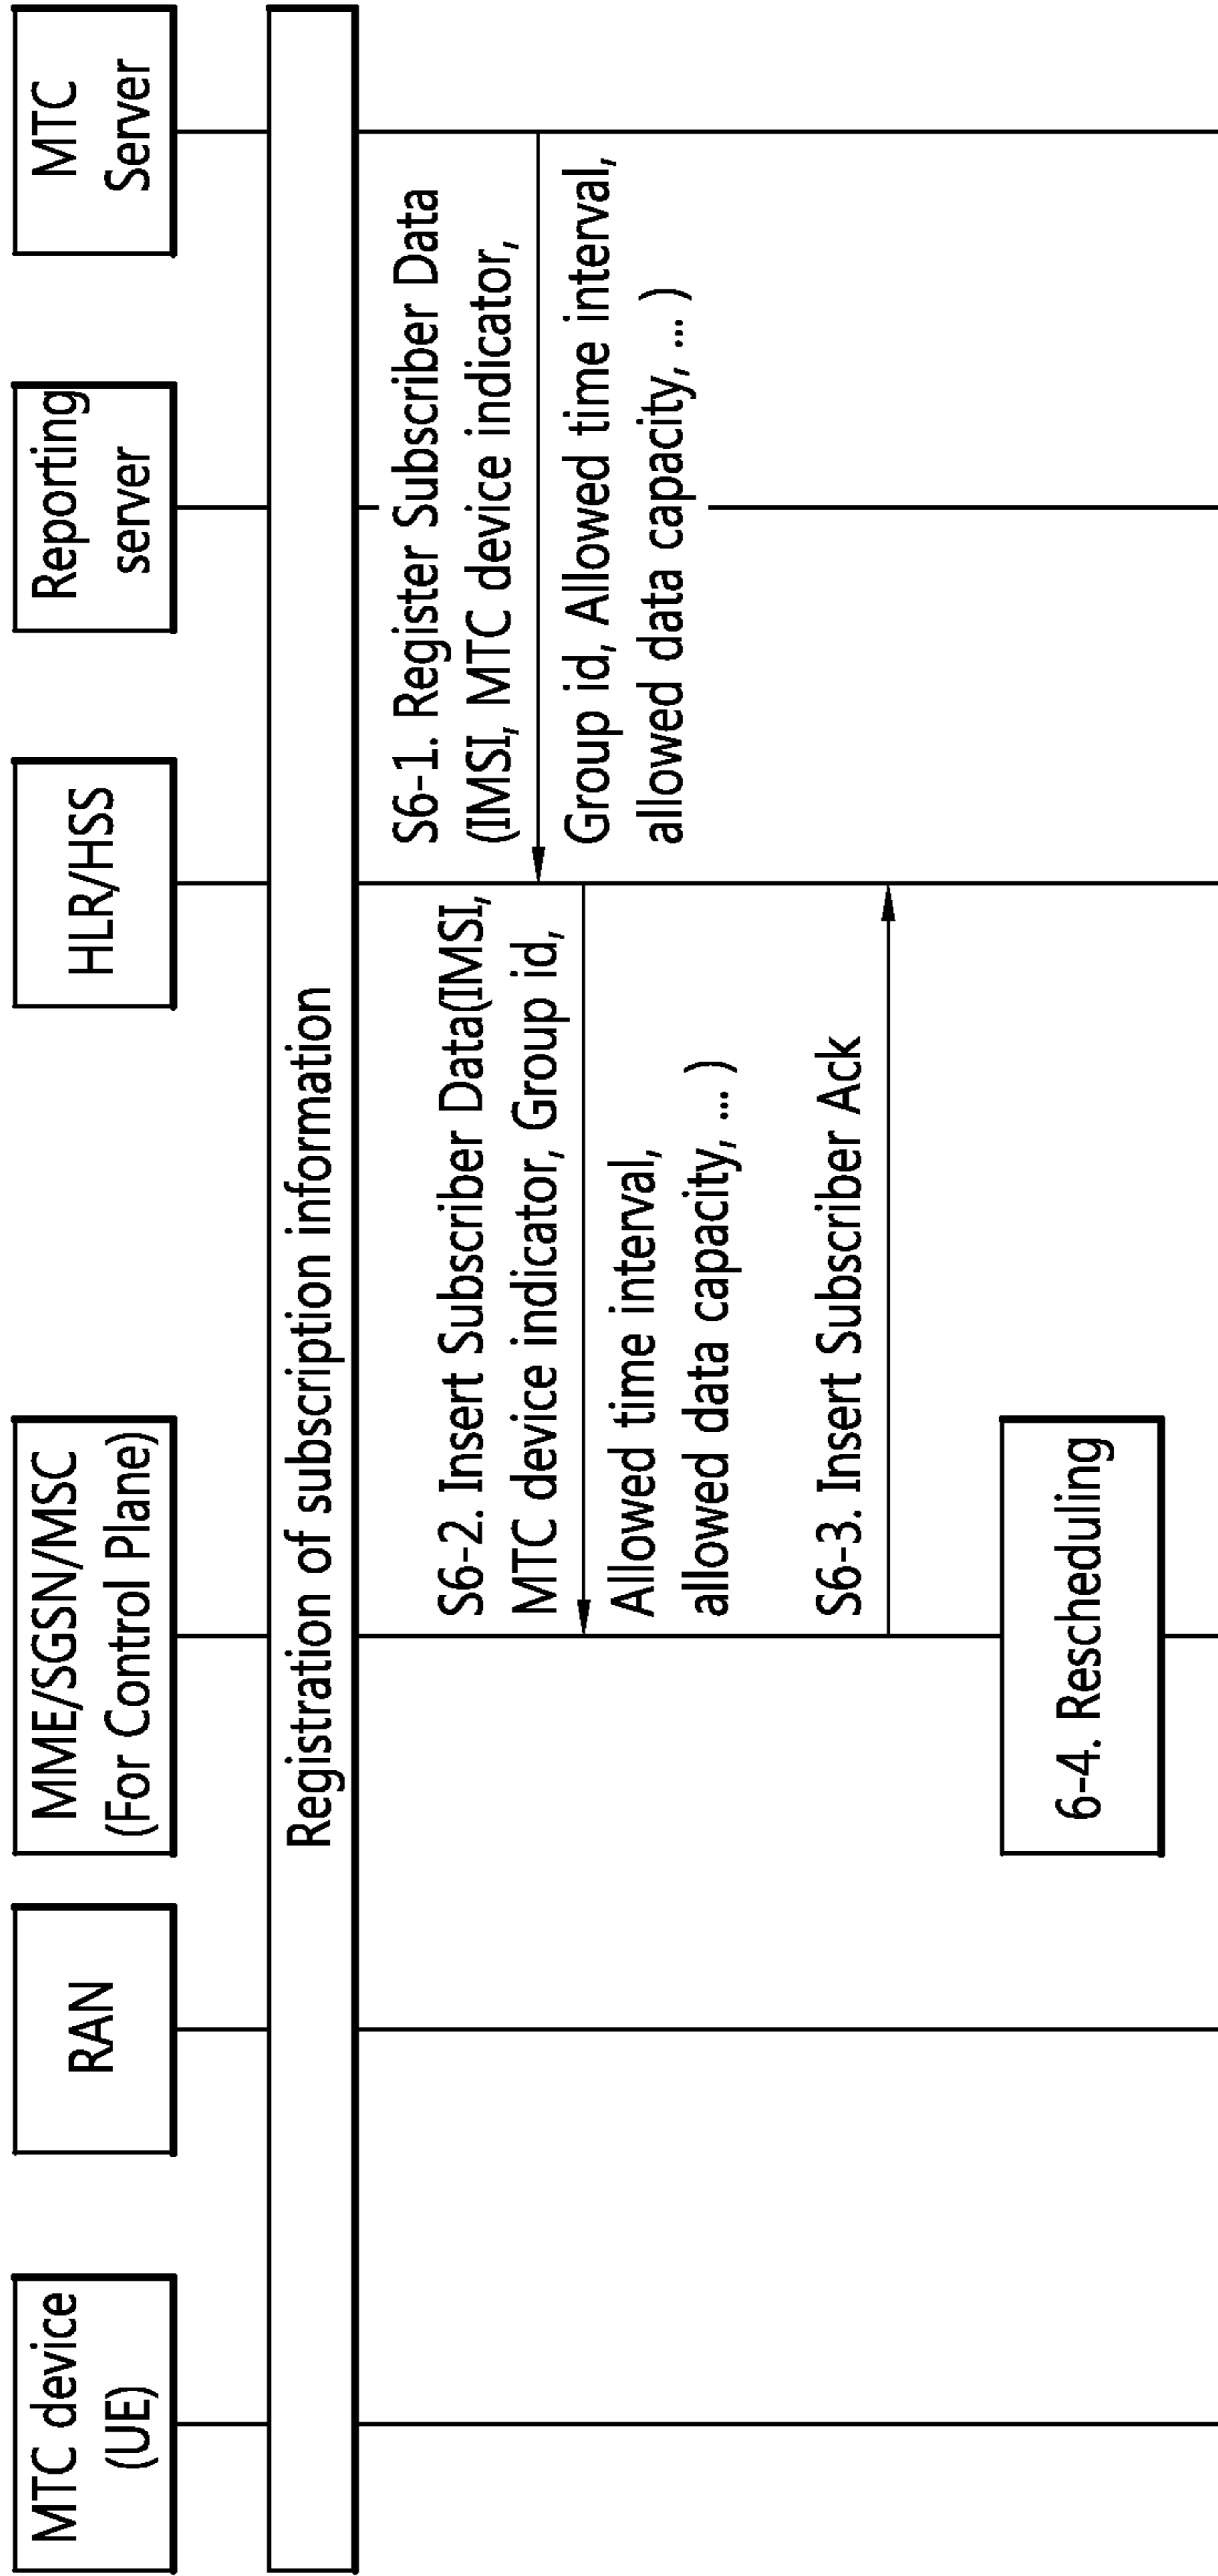 MTC device
(UE)
RAN
MME/SGSN/MSC
(For Control Plane)
HLR/HSS
Reporting
server
MTC
Server
Registration of subscription information
S6-1. Register Subscriber Data
(IMSI, MTC device indicator,
Group id, Allowed time interval,
allowed data capacity, ... )
S6-2. Insert Subscriber Data(IMSI,
MTC device indicator, Group id,
Allowed time interval,
allowed data capacity, ... )
S6-3. Insert Subscriber Ack
6-4. Rescheduling